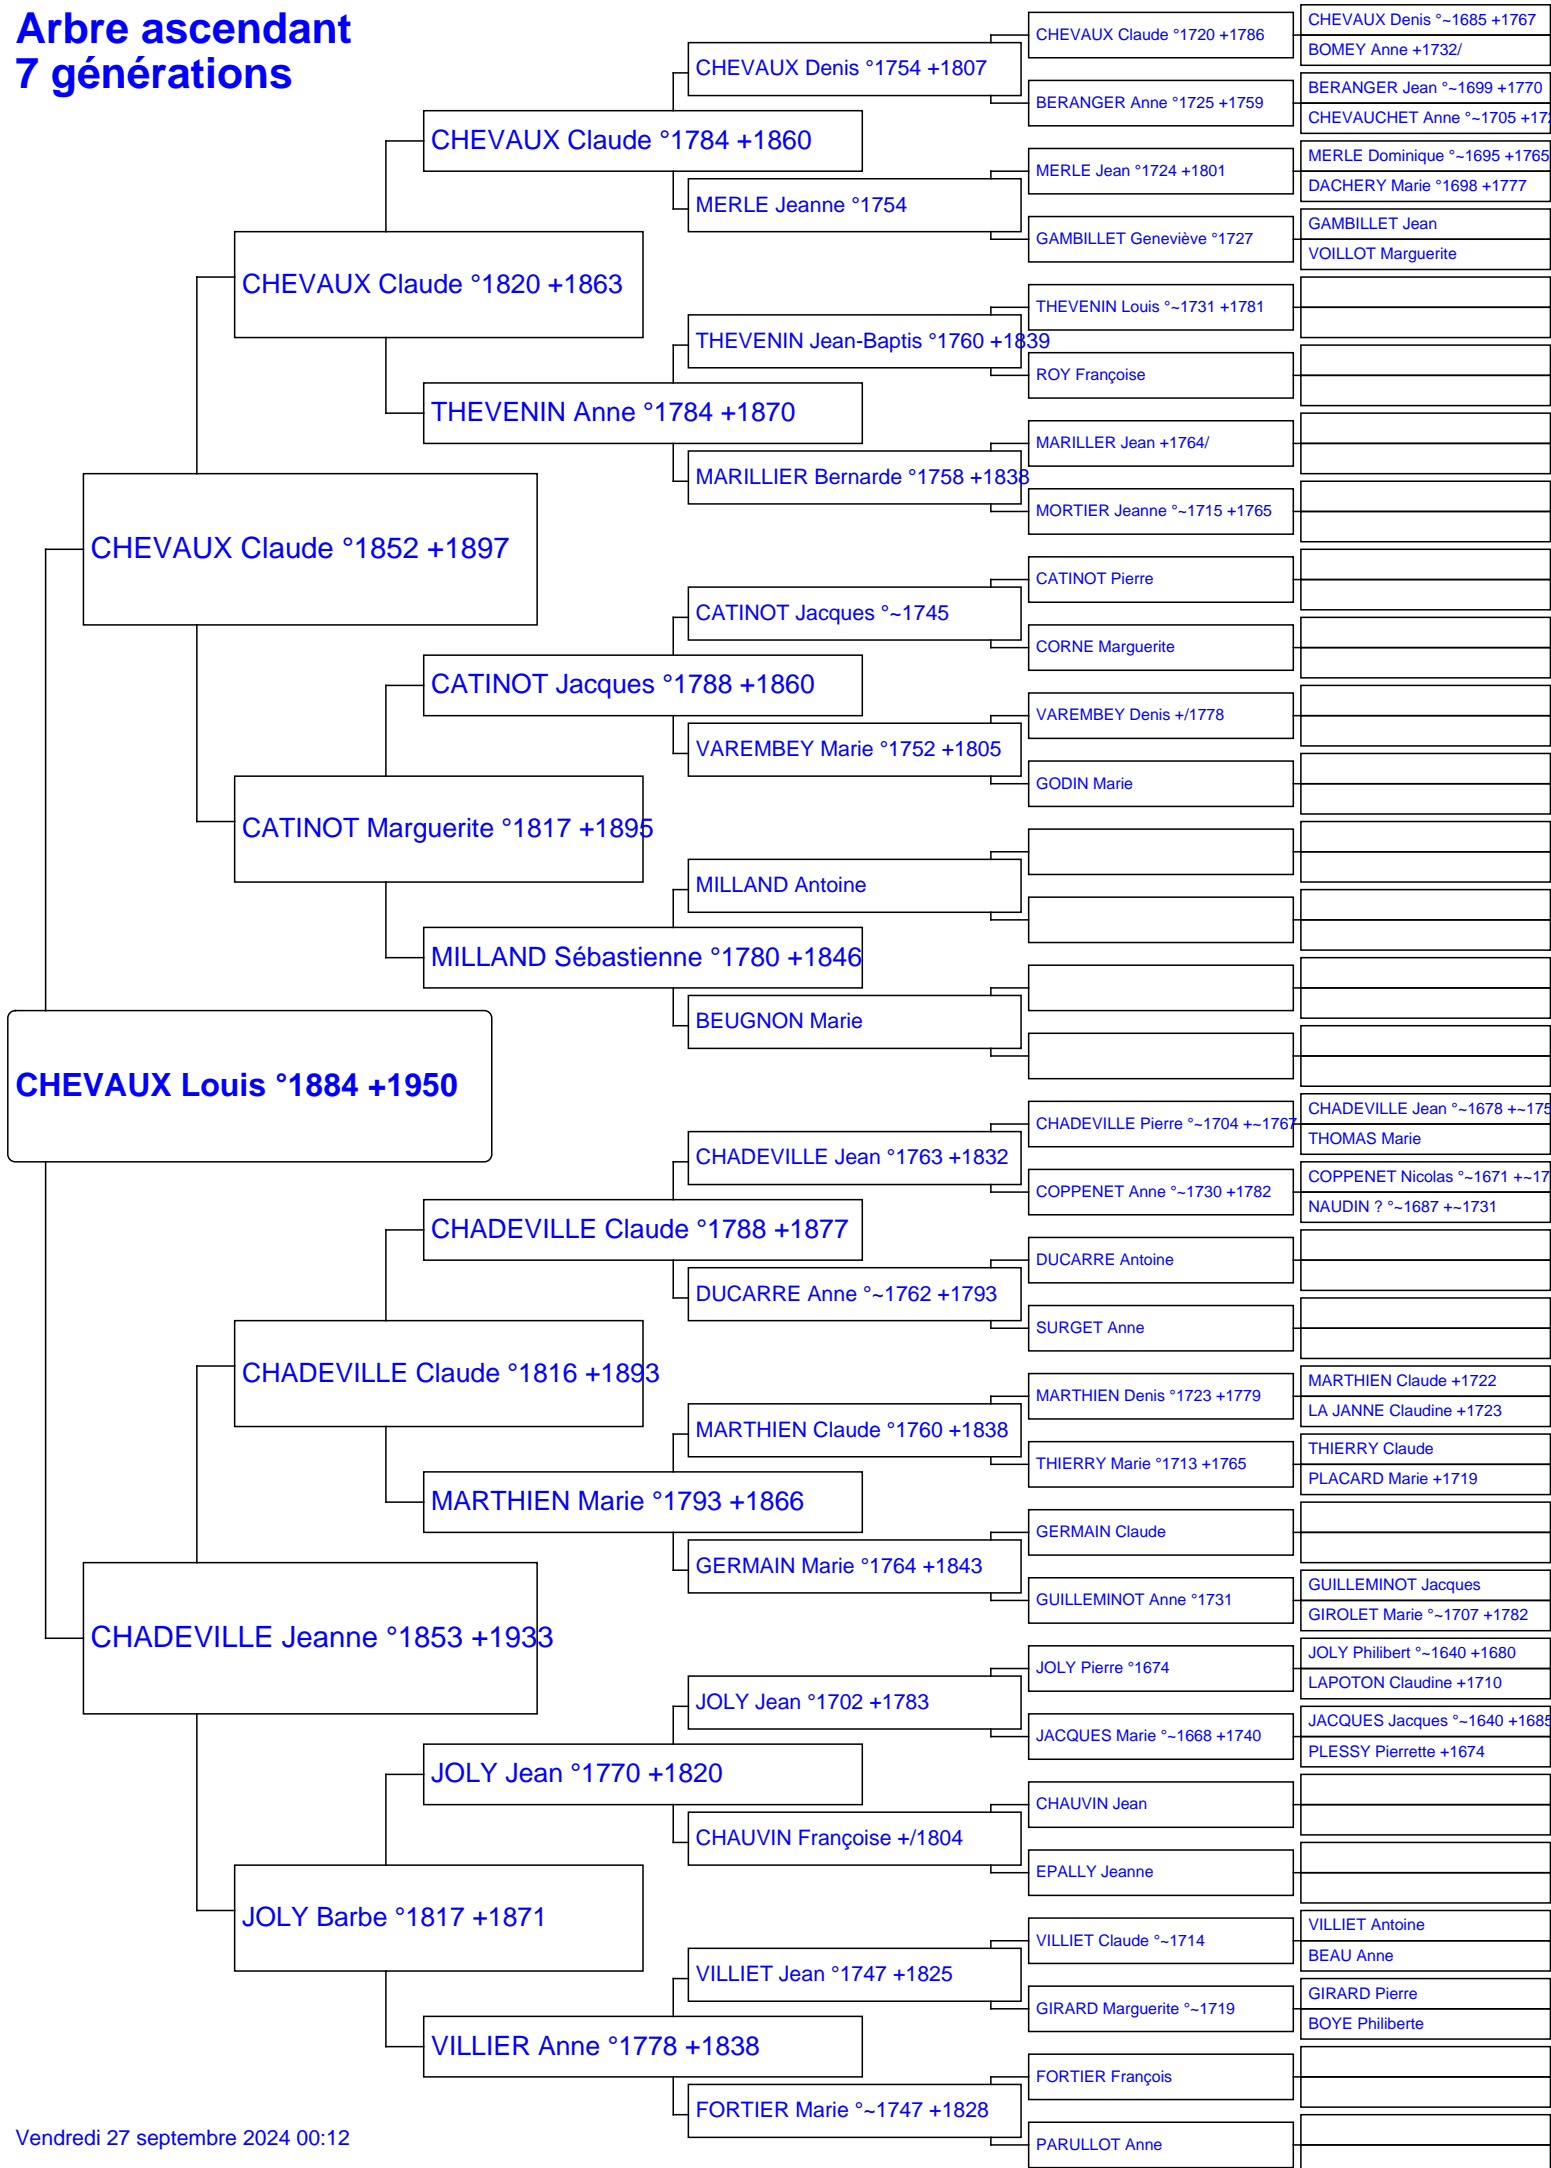 Arbre ascendant
7 générations
CHEVAUX Louis °1884 +1950
CHEVAUX Claude °1852 +1897
CHADEVILLE Jeanne °1853 +1933
CHEVAUX Claude °1820 +1863
CATINOT Marguerite °1817 +1895
CHADEVILLE Claude °1816 +1893
JOLY Barbe °1817 +1871
CHEVAUX Claude °1784 +1860
THEVENIN Anne °1784 +1870
CATINOT Jacques °1788 +1860
MILLAND Sébastienne °1780 +1846
CHADEVILLE Claude °1788 +1877
MARTHIEN Marie °1793 +1866
JOLY Jean °1770 +1820
VILLIER Anne °1778 +1838
CHEVAUX Denis °1754 +1807
MERLE Jeanne °1754
THEVENIN Jean-Baptis °1760 +1839
MARILLIER Bernarde °1758 +1838
CATINOT Jacques °~1745
VAREMBEY Marie °1752 +1805
MILLAND Antoine
BEUGNON Marie
CHADEVILLE Jean °1763 +1832
DUCARRE Anne °~1762 +1793
MARTHIEN Claude °1760 +1838
GERMAIN Marie °1764 +1843
JOLY Jean °1702 +1783
CHAUVIN Françoise +/1804
VILLIET Jean °1747 +1825
FORTIER Marie °~1747 +1828
CHEVAUX Claude °1720 +1786
BERANGER Anne °1725 +1759
MERLE Jean °1724 +1801
GAMBILLET Geneviève °1727
THEVENIN Louis °~1731 +1781
ROY Françoise
MARILLER Jean +1764/
MORTIER Jeanne °~1715 +1765
CATINOT Pierre
CORNE Marguerite
VAREMBEY Denis +/1778
GODIN Marie
CHADEVILLE Pierre °~1704 +~1767
COPPENET Anne °~1730 +1782
DUCARRE Antoine
SURGET Anne
MARTHIEN Denis °1723 +1779
THIERRY Marie °1713 +1765
GERMAIN Claude
GUILLEMINOT Anne °1731
JOLY Pierre °1674
JACQUES Marie °~1668 +1740
CHAUVIN Jean
EPALLY Jeanne
VILLIET Claude °~1714
GIRARD Marguerite °~1719
FORTIER François
PARULLOT Anne
CHEVAUX Denis °~1685 +1767
BOMEY Anne +1732/
BERANGER Jean °~1699 +1770
CHEVAUCHET Anne °~1705
MERLE Dominique °~1695 +1765
DACHERY Marie °1698 +1777
GAMBILLET Jean
VOILLOT Marguerite
CHADEVILLE Jean °~1678 +~175
THOMAS Marie
COPPENET Nicolas °~1671 +~17
NAUDIN ? °~1687 +~1731
MARTHIEN Claude +1722
LA JANNE Claudine +1723
THIERRY Claude
PLACARD Marie +1719
GUILLEMINOT Jacques
GIROLET Marie °~1707 +1782
JOLY Philibert °~1640 +1680
LAPOTON Claudine +1710
JACQUES Jacques °~1640 +1685
PLESSY Pierrette +1674
VILLIET Antoine
BEAU Anne
GIRARD Pierre
BOYE Philiberte
Vendredi 27 septembre 2024 00:12